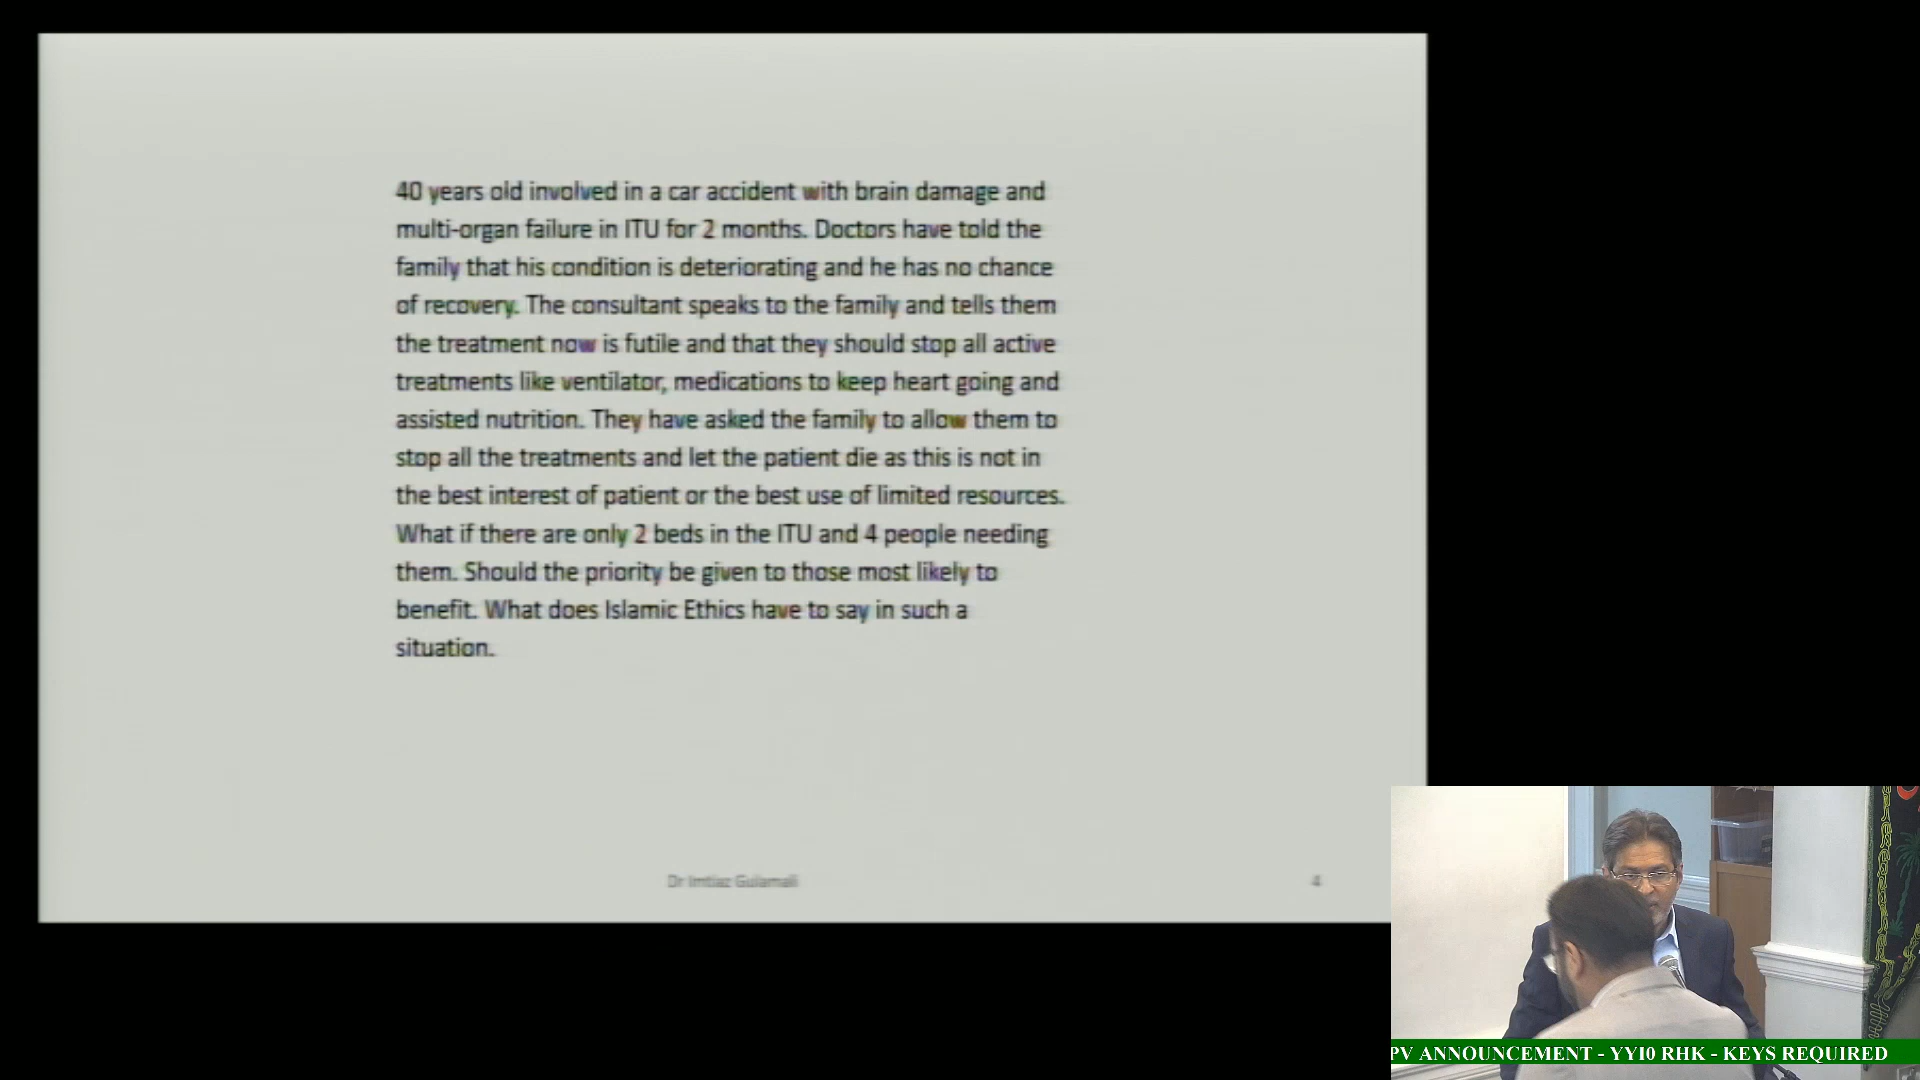 40 years old involved in a car accident with brain damage and
multi-organ failure in ITU for 2 months. Doctors have told the
family that his condition is deteriorating and he has no chance
of recovery. The consultant speaks to the family and tells them
the treatment now is futile and that they should stop all active
treatments like ventilator, medications to keep heart going and
assisted nutrition. They have asked the family to allow them to
stop all the treatments and let the patient die as this is not in
the best interest of patient or the best use of limited resources.
What if there are only 2 beds in the ITU and 4 people needing
them. Should the priority be given to those most likely to
benefit. What does Islamic Ethics have to say in such a
situation.
Dr Imtiaz Gulamali
4
PV ANNOUNCEMENT - YYI0 RHK - KEYS REQUIRED